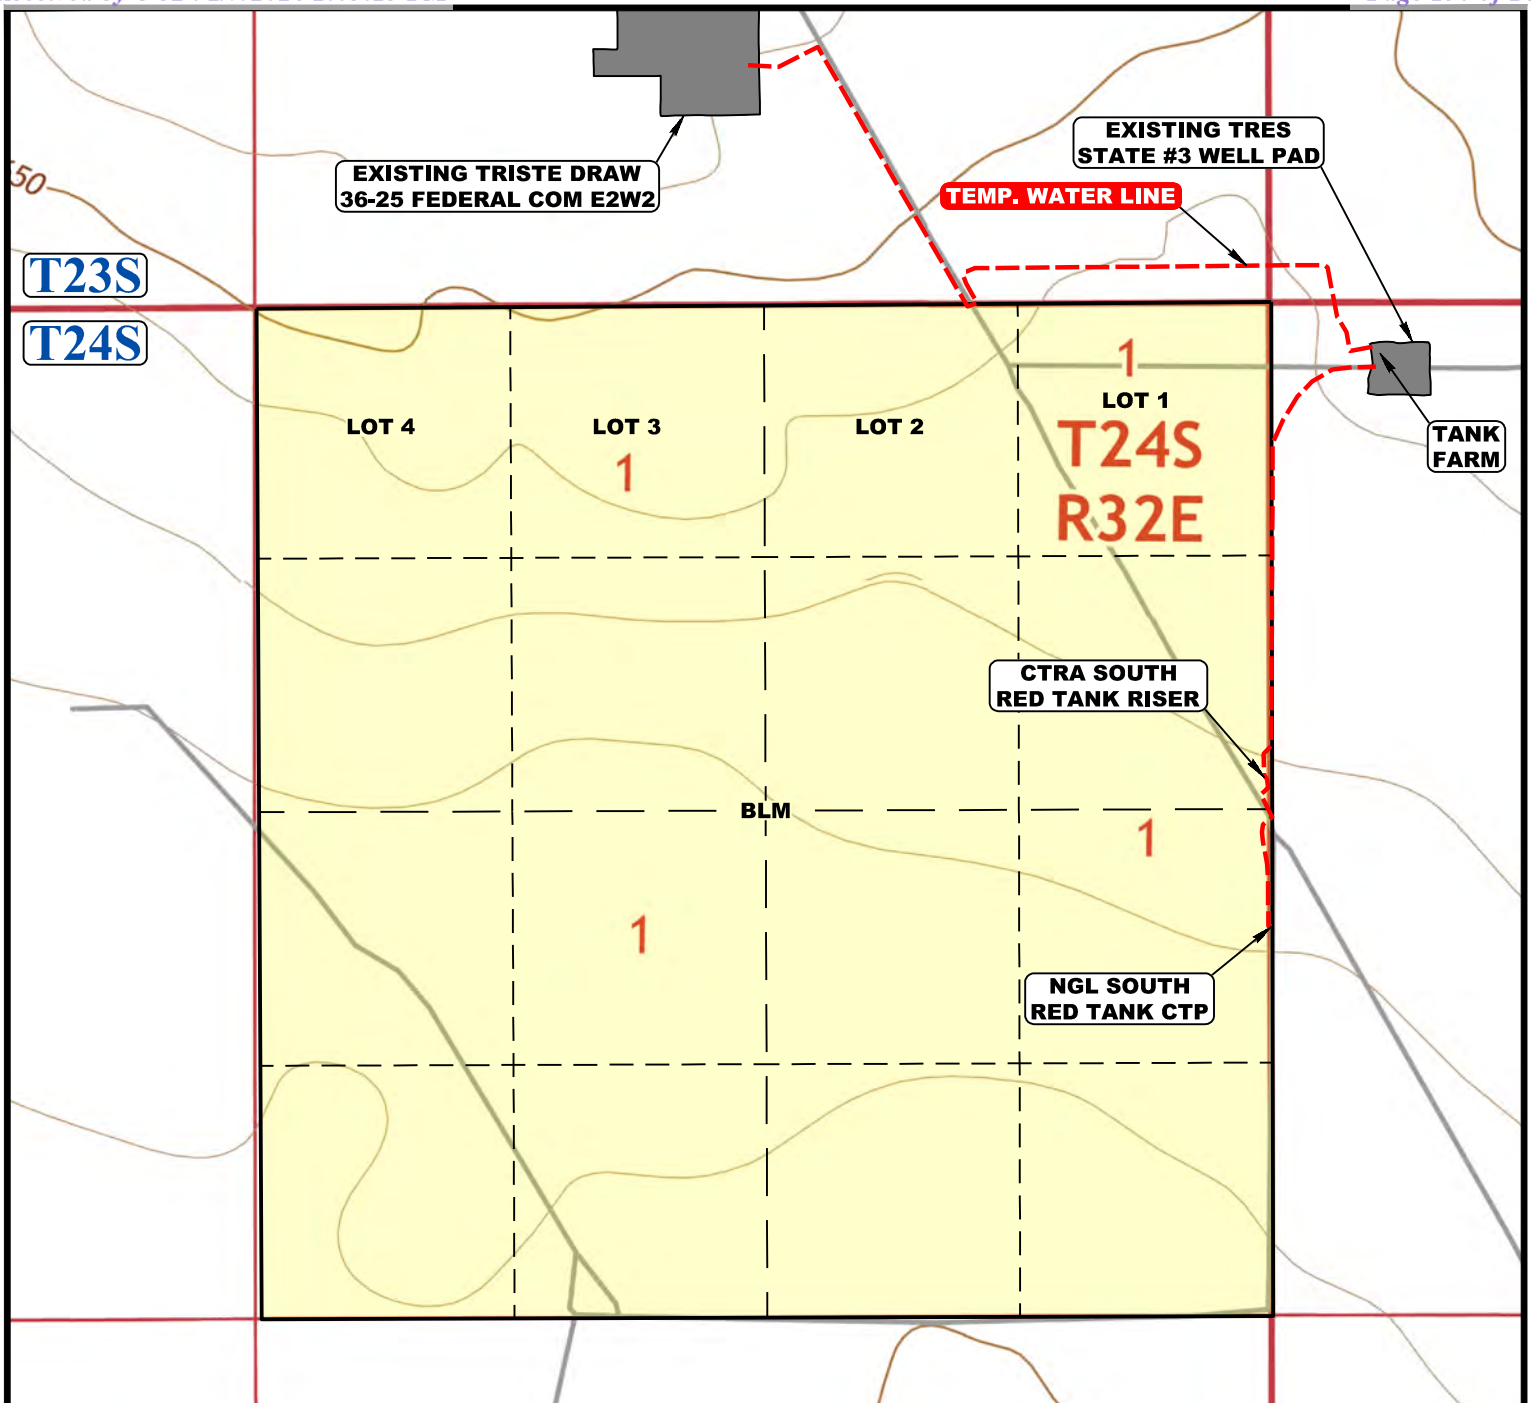 EXISTING TRES
STATE #3 WELL PAD
EXISTING TRISTE DRAW
36-25 FEDERAL COM E2W2
TEMP. WATER LINE
50
T23S
T24S
1
LOT 1
LOT 4
LOT 3
LOT 2
T24S
R32E
TANK
FARM
1
CTRA SOUTH
RED TANK RISER
BLM
1
1
NGL SOUTH
RED TANK CTP